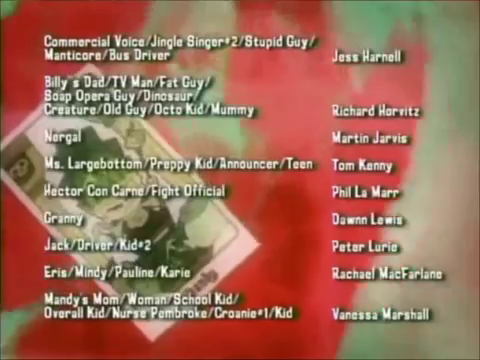 Commercial Voice/Jingle Singer#2/Stupid Guy/
Manticore/Bus Driver Jess Harnell
Billy's Dad/TV Man/Fat Guy/
Soap Opera Guy/Dinosaur/
Creature/Old Guy/Octo Kid/Mummy Richard Horvitz
Nergal Martin Jarvis
Ms. Largebottom/Preppy Kid/Announcer/Teen Tom Kenny
Hector Con Carne/Fight Official Phil La Marr
Granny Dawnn Lewis
Jack/Driver/Kid#2 Peter Lurie
Eris/Mindy/Pauline/Karie Rachael MacFarlane
Mandy's Mom/Woman/School Kid/
Overall Kid/Nurse Pembroke/Croanie#1/Kid Vanessa Marshall